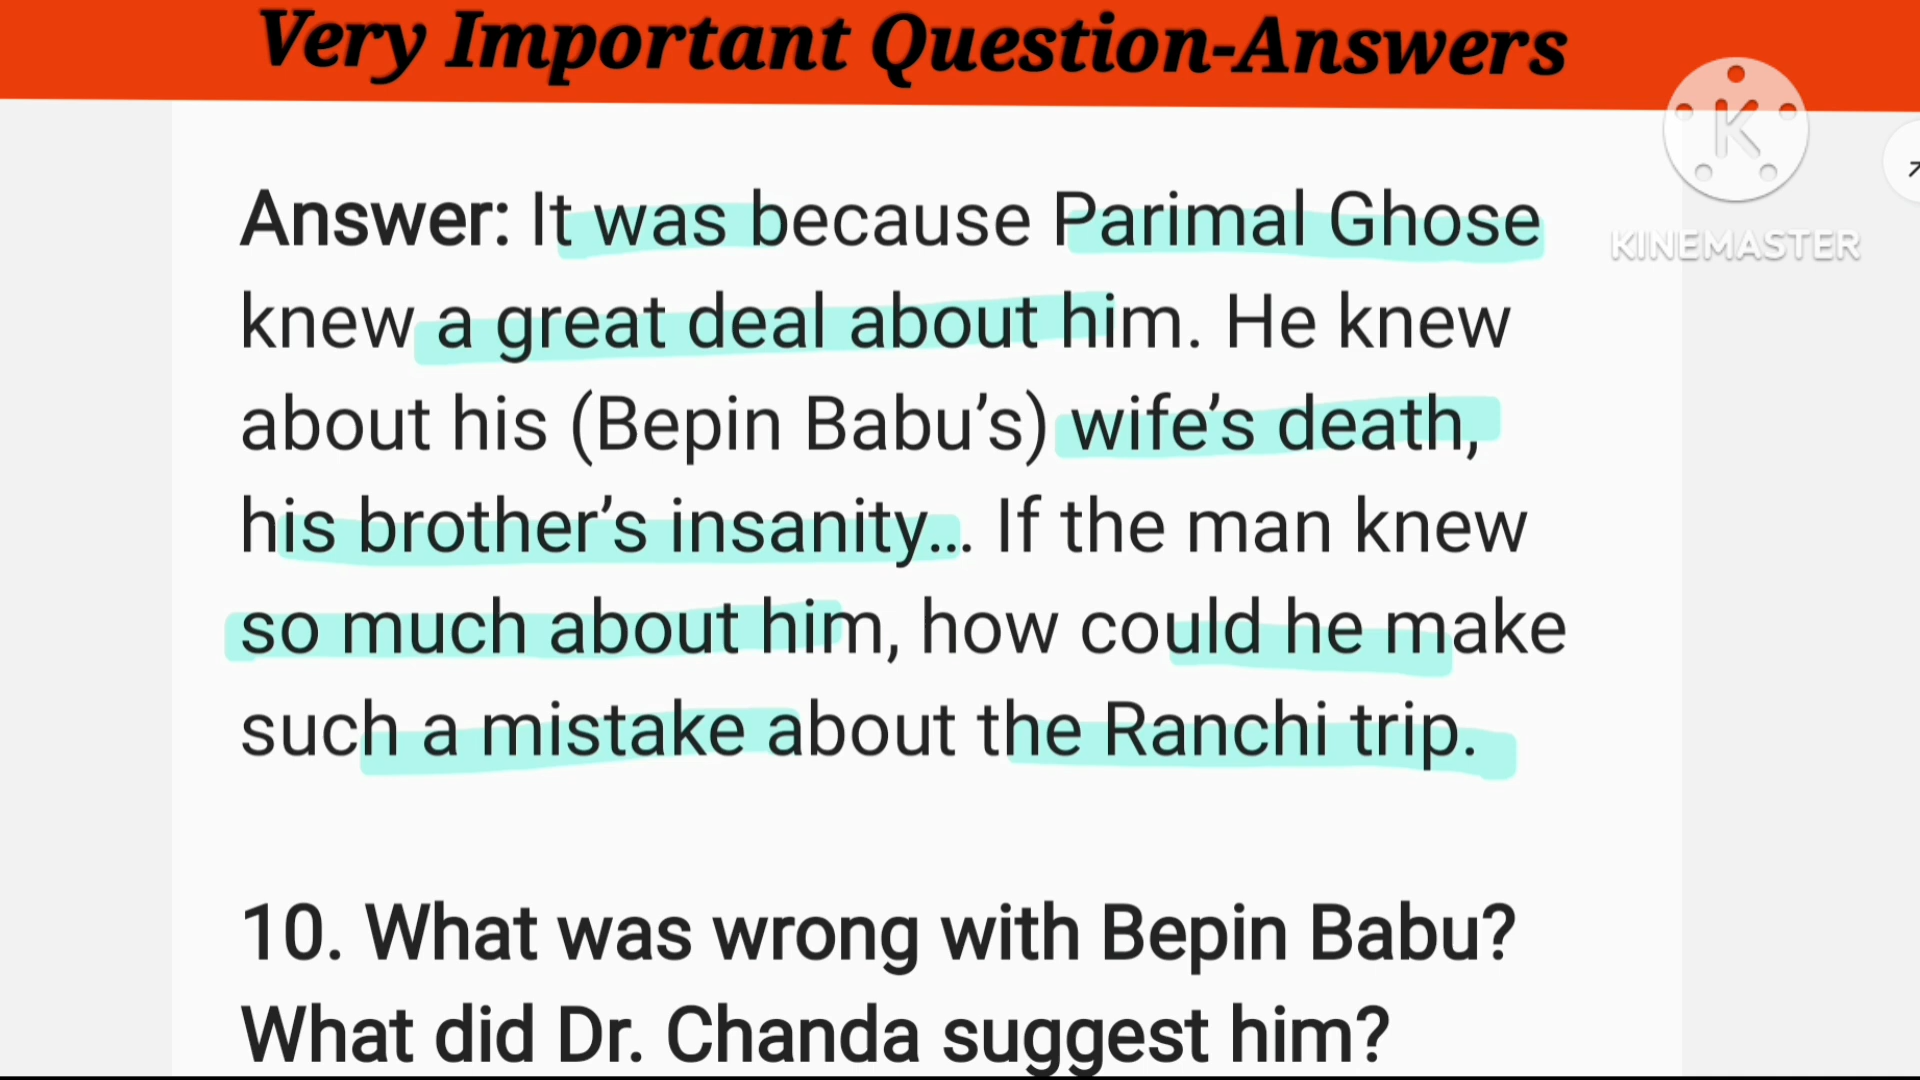 Very Important Question-Answers
K
KINEMASTER
Answer: It was because Parimal Ghose
knew a great deal about him. He knew
about his (Bepin Babu’s) wife’s death,
his brother’s insanity... If the man knew
so much about him, how could he make
such a mistake about the Ranchi trip.
10. What was wrong with Bepin Babu?
What did Dr. Chanda suggest him?